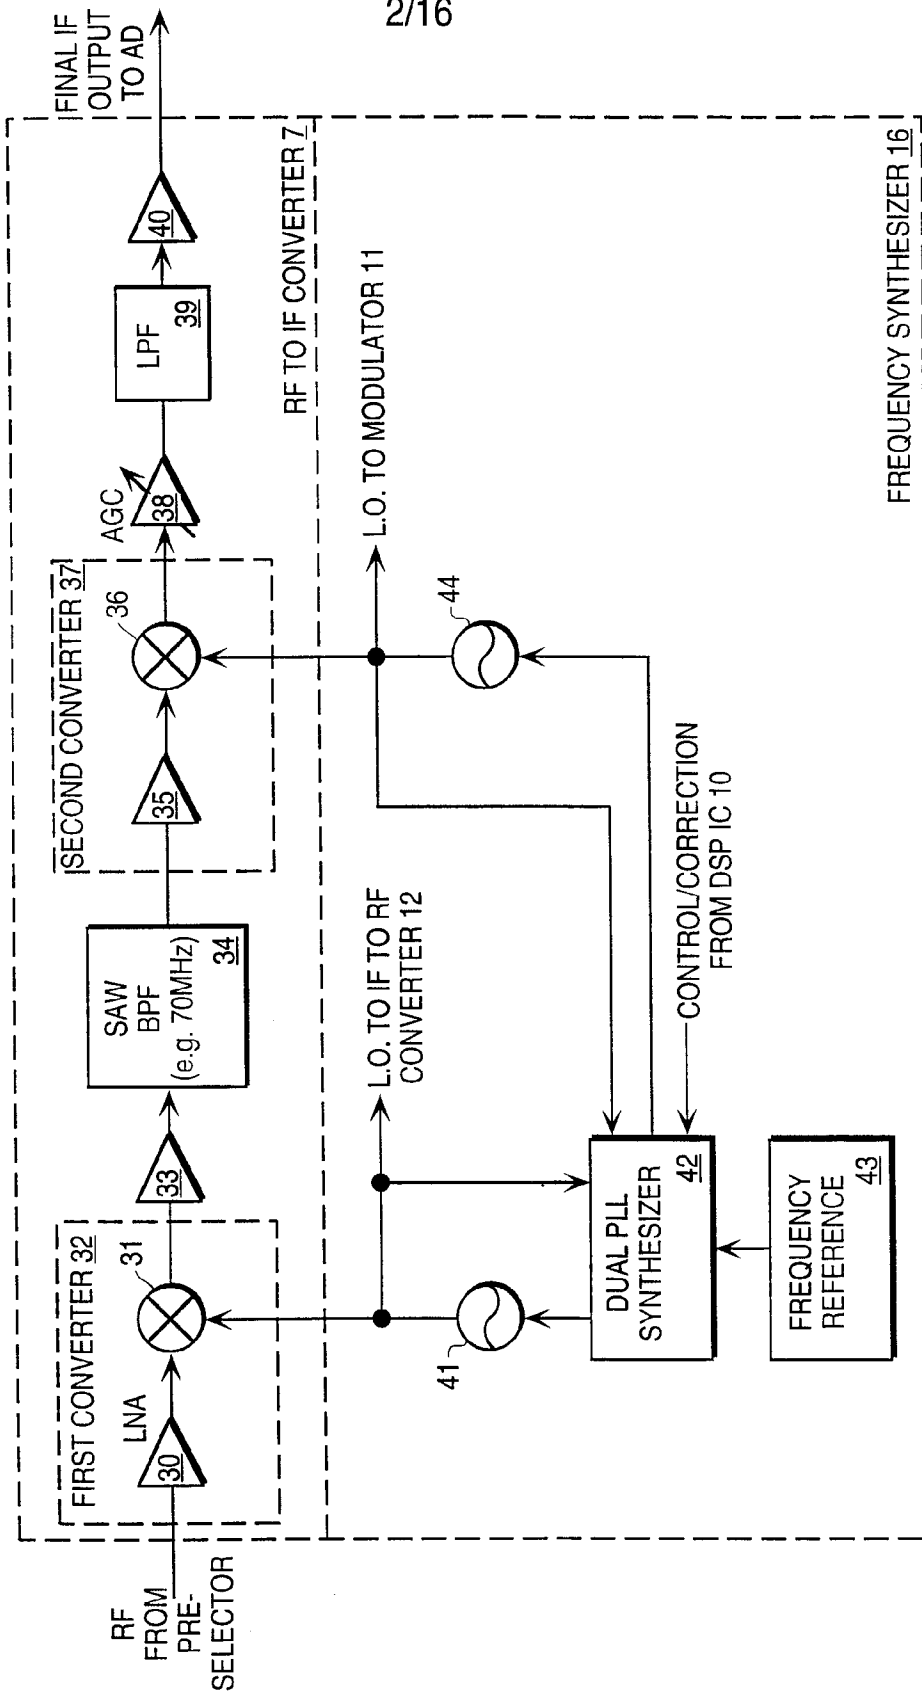 2/16
RF
FROM
PRE-
SELECTOR
FIRST CONVERTER 32
LNA
30
31
33
SAW
BPF
(e.g. 70MHz)
34
SECOND CONVERTER 37
35
36
AGC
38
LPF
39
40
FINAL IF
OUTPUT
TO AD
RF TO IF CONVERTER 7
L.O. TO IF TO RF
CONVERTER 12
L.O. TO MODULATOR 11
41
44
DUAL PLL
SYNTHESIZER
42
CONTROL/CORRECTION
FROM DSP IC 10
FREQUENCY
REFERENCE
43
FREQUENCY SYNTHESIZER 16